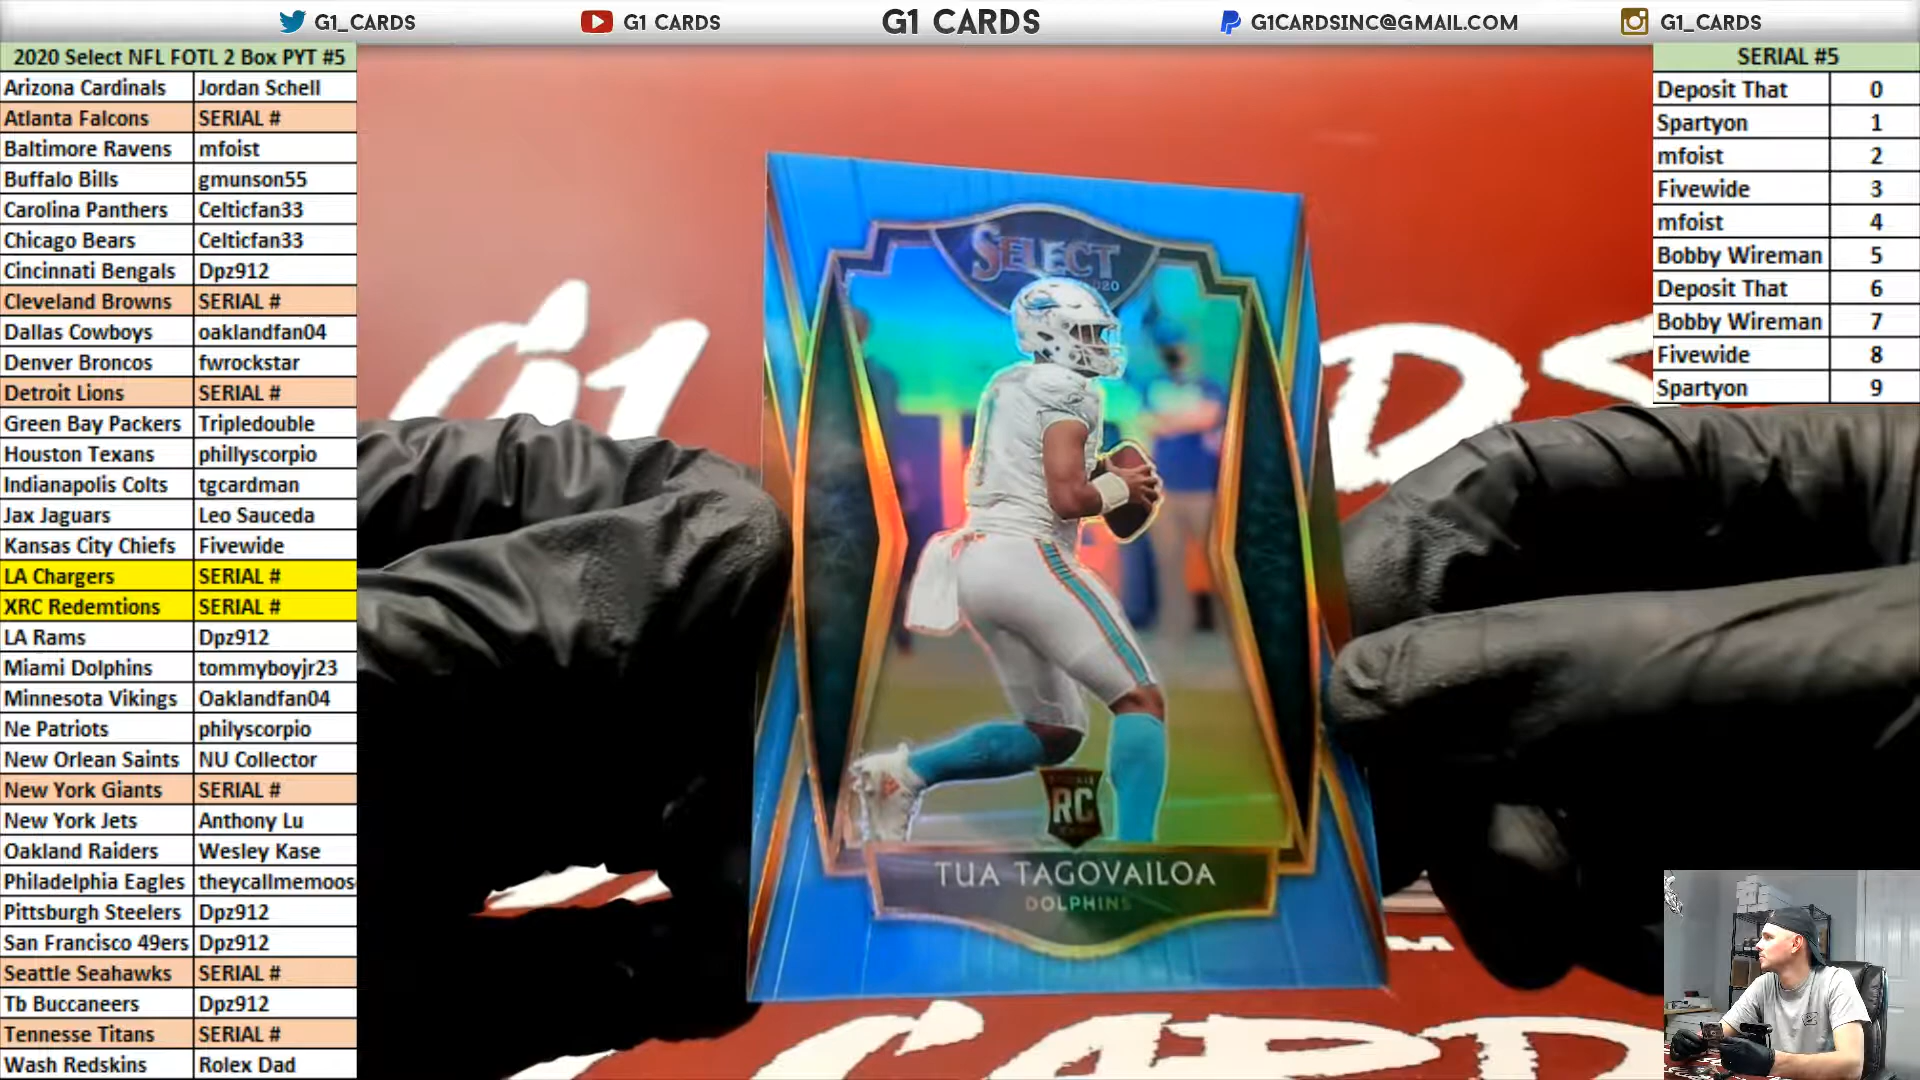 G1_CARDS G1 CARDS G1 CARDS G1CARDSINC@GMAIL.COM G1_CARDS
2020 Select NFL FOTL 2 Box PYT #5
Arizona Cardinals Jordan Schell
Atlanta Falcons SERIAL #
Baltimore Ravens mfoist
Buffalo Bills gmunson55
Carolina Panthers Celticfan33
Chicago Bears Celticfan33
Cincinnati Bengals Dpz912
Cleveland Browns SERIAL #
Dallas Cowboys oaklandfan04
Denver Broncos fwrockstar
Detroit Lions SERIAL #
Green Bay Packers Tripledouble
Houston Texans phillyscorpio
Indianapolis Colts tgcardman
Jax Jaguars Leo Sauceda
Kansas City Chiefs Fivewide
LA Chargers SERIAL #
XRC Redemtions SERIAL #
LA Rams Dpz912
Miami Dolphins tommyboyjr23
Minnesota Vikings Oaklandfan04
Ne Patriots philyscorpio
New Orlean Saints NU Collector
New York Giants SERIAL #
New York Jets Anthony Lu
Oakland Raiders Wesley Kase
Philadelphia Eagles theycallmemoos
Pittsburgh Steelers Dpz912
San Francisco 49ers Dpz912
Seattle Seahawks SERIAL #
Tb Buccaneers Dpz912
Tennesse Titans SERIAL #
Wash Redskins Rolex Dad
SERIAL #5
Deposit That 0
Spartyon 1
mfoist 2
Fivewide 3
mfoist 4
Bobby Wireman 5
Deposit That 6
Bobby Wireman 7
Fivewide 8
Spartyon 9
SELECT
2020
G1
RC
TUA TAGOVAILOA
DOLPHINS